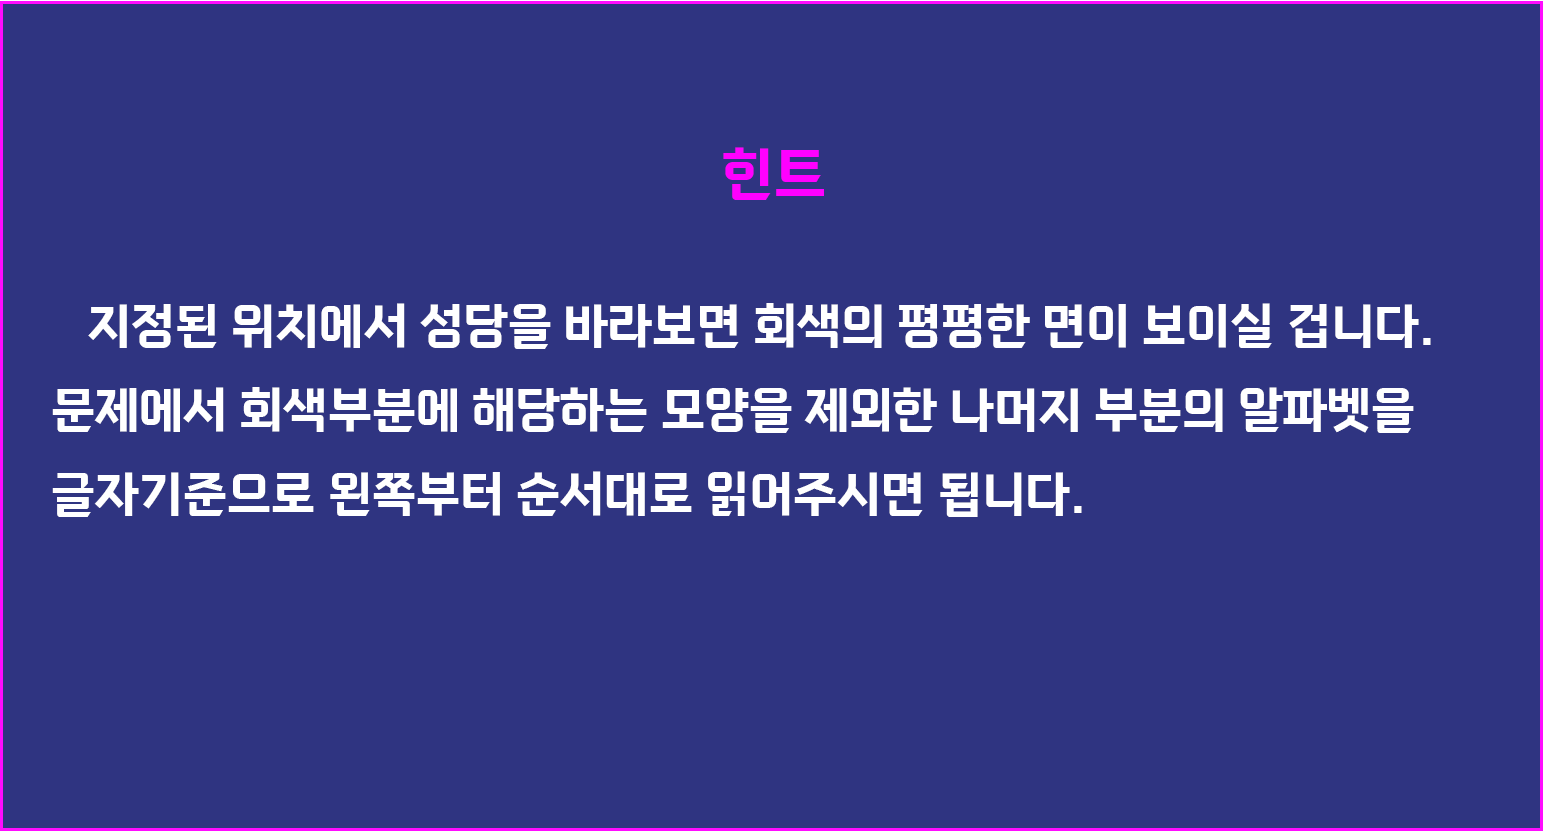 힌트
지정된 위치에서 성당을 바라보면 회색의 평평한 면이 보이실 겁니다.
문제에서 회색부분에 해당하는 모양을 제외한 나머지 부분의 알파벳을
글자기준으로 왼쪽부터 순서대로 읽어주시면 됩니다.